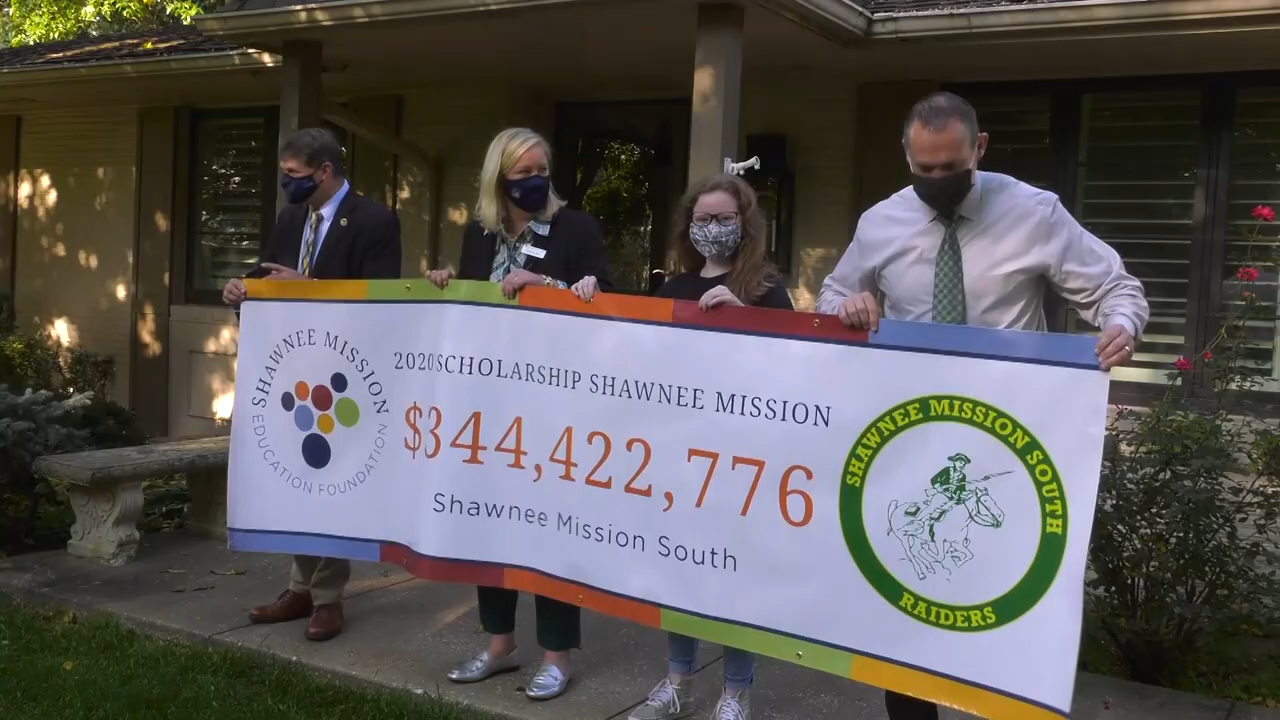 SHAWNEE MISSION
EDUCATION FOUNDATION
2020 SCHOLARSHIP SHAWNEE MISSION
$344,422,776
Shawnee Mission South
SHAWNEE MISSION SOUTH
RAIDERS